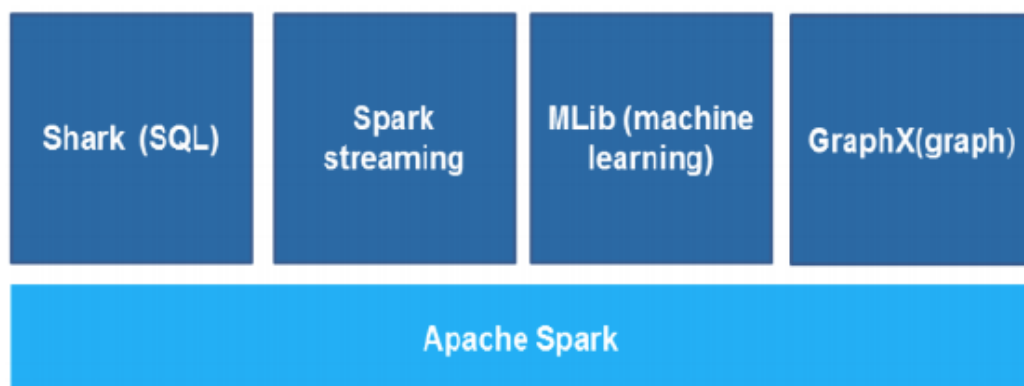 Shark (SQL)
Spark
streaming
MLib (machine
learning)
GraphX(graph)
Apache Spark